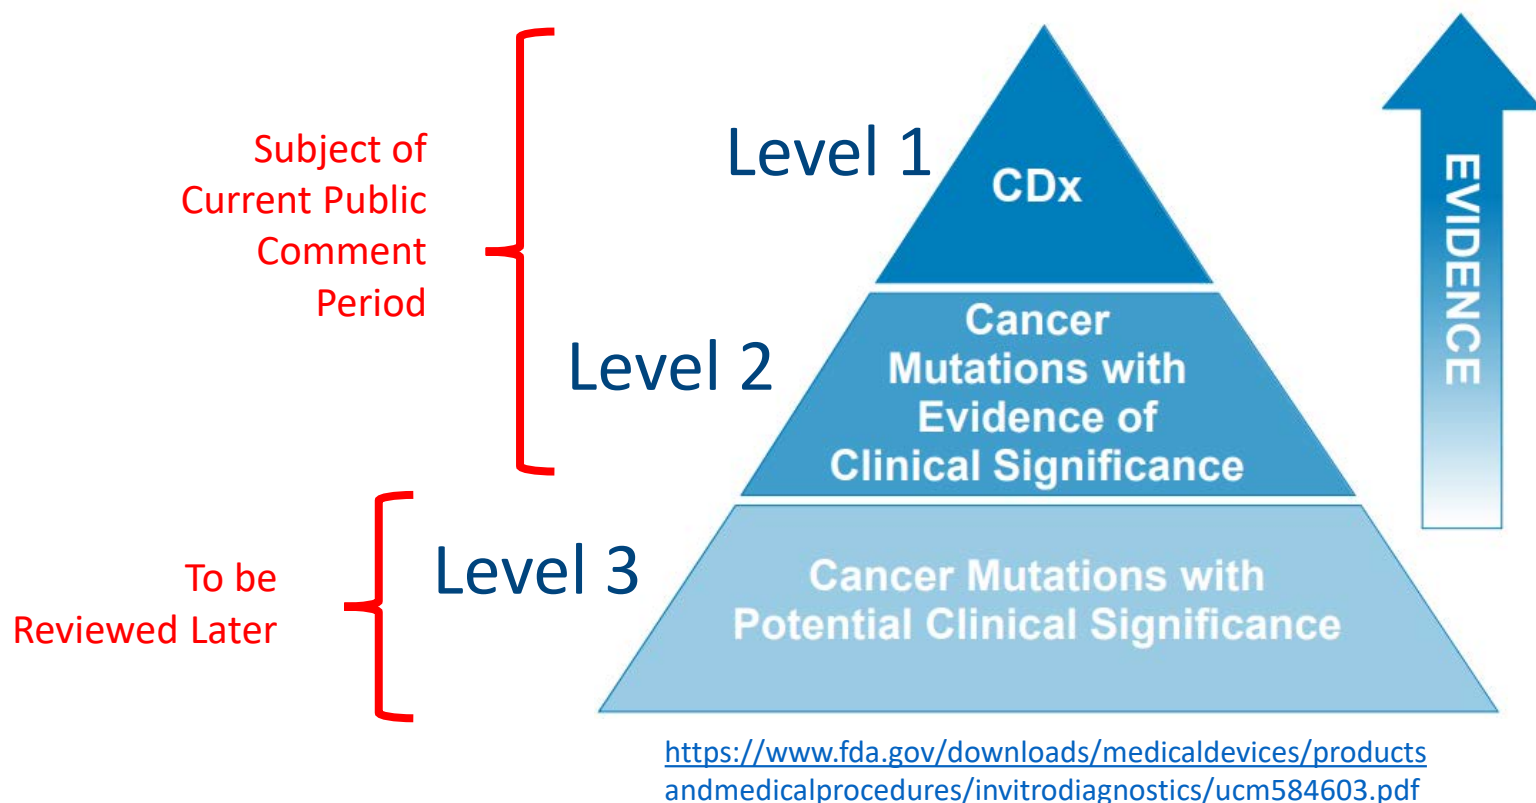 Subject of
Current Public
Comment
Period
Level 1
CDx
EVIDENCE
Level 2
Cancer
Mutations with
Evidence of
Clinical Significance
To be
Reviewed Later
Level 3
Cancer Mutations with
Potential Clinical Significance
https://www.fda.gov/downloads/medicaldevices/products
andmedicalprocedures/invitrodiagnostics/ucm584603.pdf